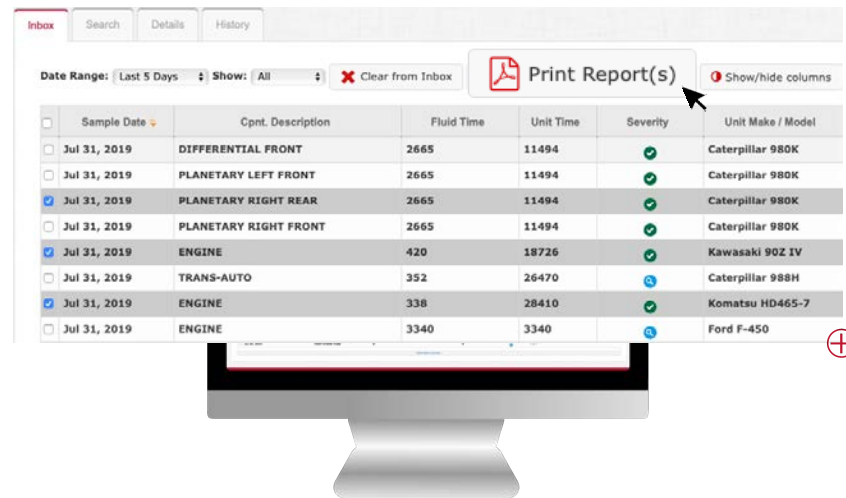 Inbox Search Details History
Date Range: Last 5 Days Show: All Clear from Inbox Print Report(s) Show/hide columns
Sample Date Cpnt. Description Fluid Time Unit Time Severity Unit Make / Model
Jul 31, 2019 DIFFERENTIAL FRONT 2665 11494 Caterpillar 980K
Jul 31, 2019 PLANETARY LEFT FRONT 2665 11494 Caterpillar 980K
Jul 31, 2019 PLANETARY RIGHT REAR 2665 11494 Caterpillar 980K
Jul 31, 2019 PLANETARY RIGHT FRONT 2665 11494 Caterpillar 980K
Jul 31, 2019 ENGINE 420 18726 Kawasaki 90Z IV
Jul 31, 2019 TRANS-AUTO 352 26470 Caterpillar 988H
Jul 31, 2019 ENGINE 338 28410 Komatsu HD465-7
Jul 31, 2019 ENGINE 3340 3340 Ford F-450